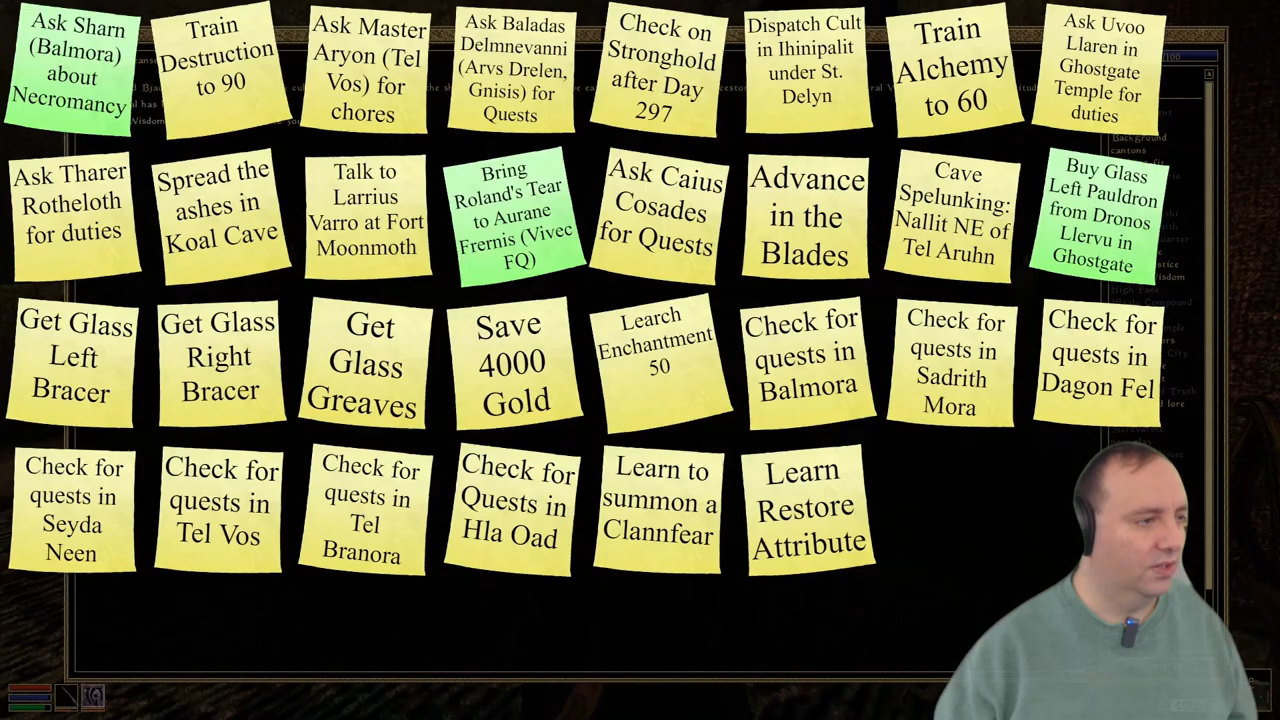 Ask Sharn
(Balmora)
about
Necromancy
Train
Destruction
to 90
Ask Master
Aryon (Tel
Vos) for
chores
Ask Baladas
Delmnevanni
(Arvs Drelen,
Gnisis) for
Quests
Check on
Stronghold
after Day
297
Dispatch Cult
in Ihinipalit
under St.
Delyn
Train
Alchemy
to 60
Ask Uvoo
Llaren in
Ghostgate
Temple for
duties
Ask Tharer
Rotheloth
for duties
Spread the
ashes in
Koal Cave
Talk to
Larrius
Varro at Fort
Moonmoth
Bring
Roland's Tear
to Aurane
Frernis (Vivec
FQ)
Ask Caius
Cosades
for Quests
Advance
in the
Blades
Cave
Spelunking:
Nallit NE of
Tel Aruhn
Buy Glass
Left Pauldron
from Dronos
Llervu in
Ghostgate
Get Glass
Left
Bracer
Get Glass
Right
Bracer
Get
Glass
Greaves
Save
4000
Gold
Learch
Enchantment
50
Check for
quests in
Balmora
Check for
quests in
Sadrith
Mora
Check for
quests in
Dagon Fel
Check for
quests in
Seyda
Neen
Check for
quests in
Tel Vos
Check for
quests in
Tel
Branora
Check for
Quests in
Hla Oad
Learn to
summon a
Clannfear
Learn
Restore
Attribute
Background
cantons